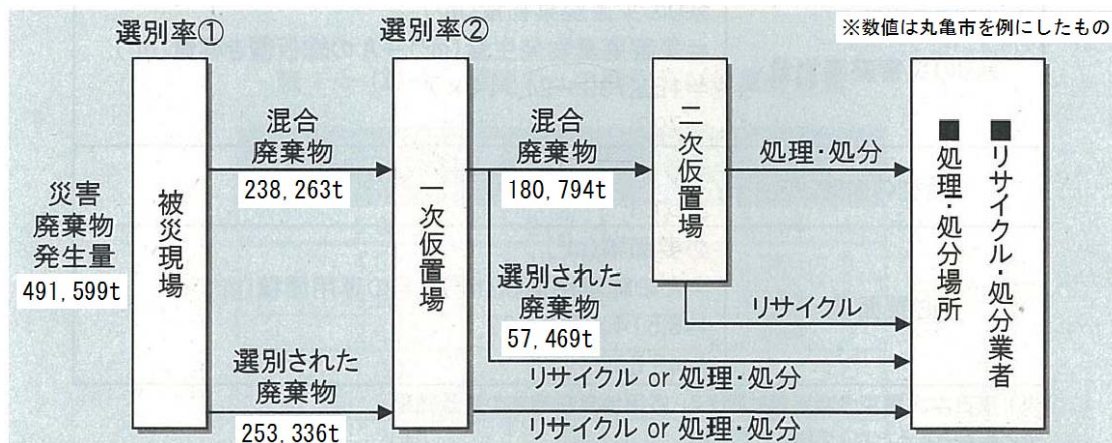 ※数値は丸亀市を例にしたもの
選別率①
選別率②
災害
廃棄物
発生量
491,599t
被災現場
混合
廃棄物
238,263t
選別された
廃棄物
253,336t
一次仮置場
混合
廃棄物
180,794t
選別された
廃棄物
57,469t
二次仮置場
処理・処分
リサイクル
リサイクル or 処理・処分
リサイクル or 処理・処分
■リサイクル・処分業者
■処理・処分場所